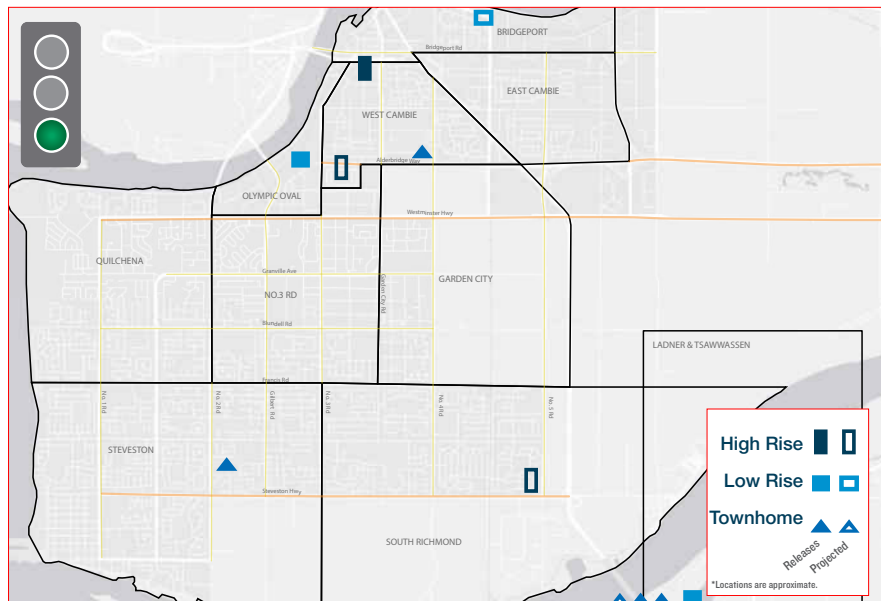 BRIDGEPORT
Bridgeport Rd
EAST CAMBIE
WEST CAMBIE
Alderbridge Way
OLYMPIC OVAL
Westminster Hwy
QUILCHENA
Granville Ave
Garden City Rd
GARDEN CITY
NO.3 RD
Blundell Rd
LADNER & TSAWWASSEN
Francis Rd
No. 1 Rd
No. 2 Rd
Gilbert Rd
No. 3 Rd
No. 4 Rd
No. 5 Rd
STEVESTON
Steveston Hwy
SOUTH RICHMOND
High Rise
Low Rise
Townhome
Releases
Projected
*Locations are approximate.